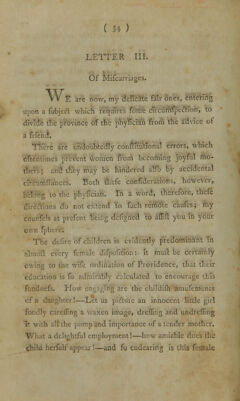 ( 54 )
LETTER III.
Of Miscarriages.
WE are now, my delicate fair ones, entering
upon a subject which requires some circumspection, to
divide the province of the physician from the advice of
a friend.
There are undoubtedly constitutional errors, which
oftentimes prevent women from becoming joyful mo-
thers; and they may be hindered also by accidental
circumstances. Both these considerations, however,
belong to the physician. In a word, therefore, these
directions do not extend to such remote causes; my
counsels at present being designed to assist you in your
own sphere.
The desire of children is evidently predominant in
almost every female disposition: it must be certainly
owing to the wise ordination of Providence, that their
education is so admirably calculated to encourage this
fondness. How engaging are the childish amusements
of a daughter!—Let us picture an innocent little girl
fondly caressing a waxen image, dressing and undressing
it with all the pomp and importance of a tender mother.
What a delightful employment!—how amiable does the
child herself appear!—and so endearing is this female